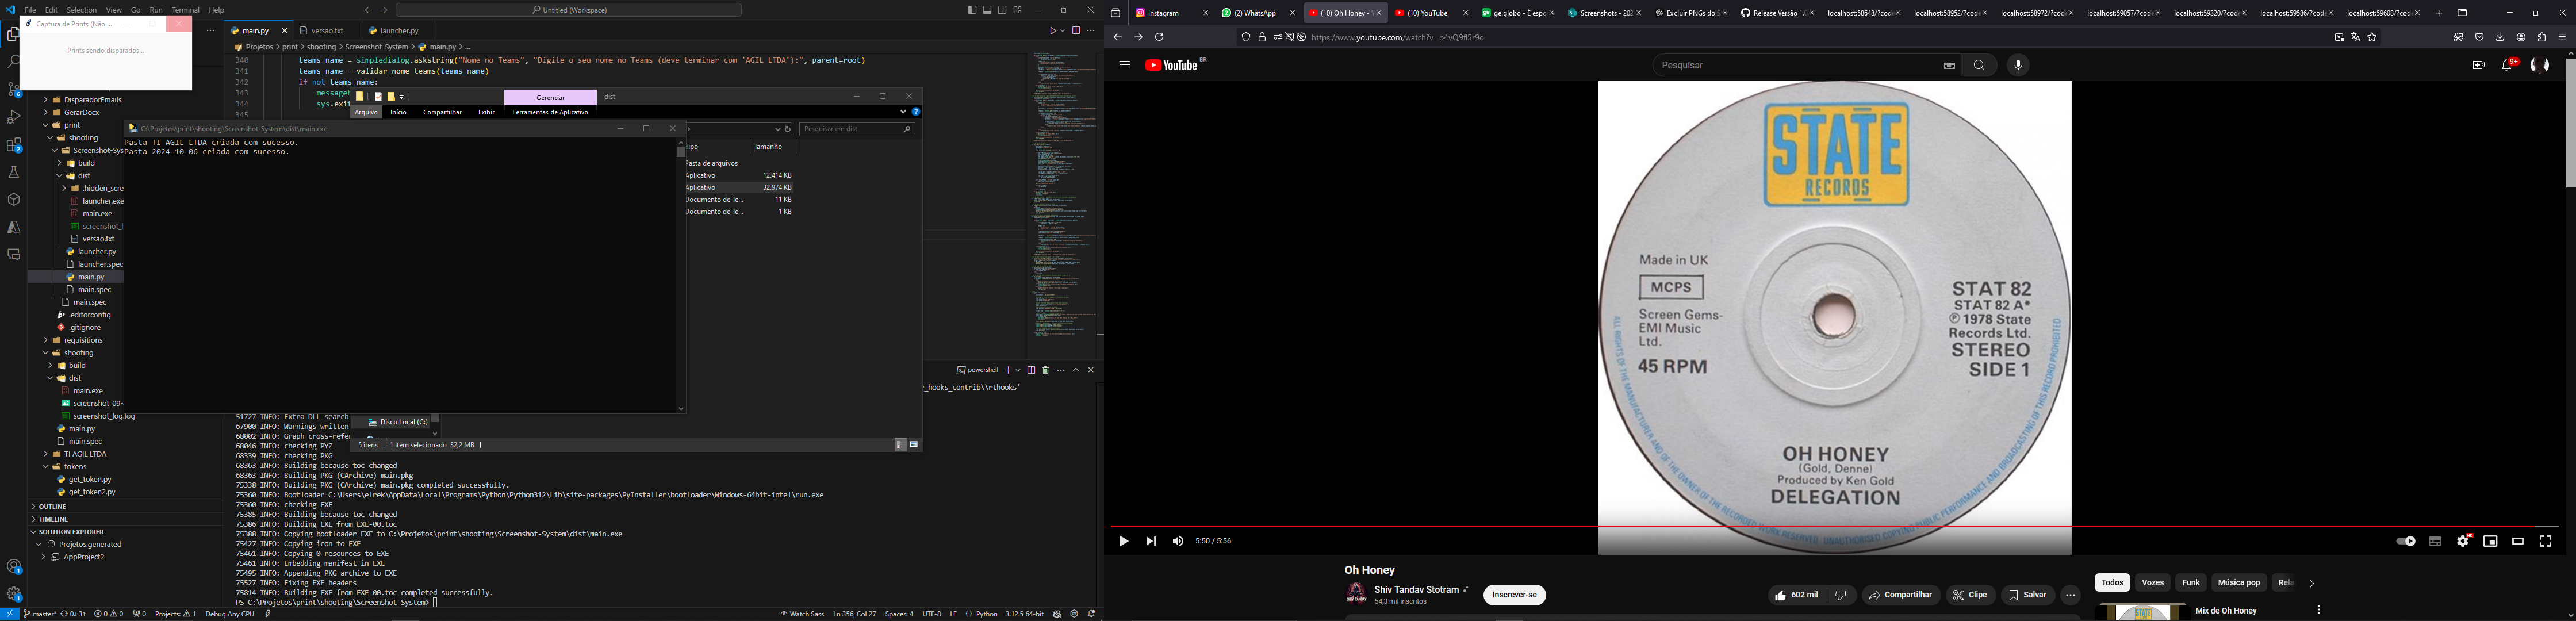 File Edit Selection View Go Run Terminal Help
Untitled (Workspace)
Captura de Prints (Não ...
Prints sendo disparados...
main.py
versao.txt
launcher.py
Projetos > print > shooting > Screenshot-System > main.py > ...
340 teams_name = simpledialog.askstring("Nome no Teams", "Digite o seu nome no Teams (deve terminar com 'AGIL LTDA'):", parent=root)
341 teams_name = validar_nome_teams(teams_name)
342 if not teams_name:
343 message
344 sys.exit
345
DisparadorEmails
GerarDocx
print
shooting
Screenshot-Sys
build
dist
.hidden_scre
launcher.exe
main.exe
screenshot_l
versao.txt
launcher.py
launcher.spec
main.py
main.spec
main.spec
.editorconfig
.gitignore
requisitions
shooting
build
dist
main.exe
screenshot_09-
screenshot_log.log
main.py
main.spec
TI AGIL LTDA
tokens
get_token.py
get_token2.py
OUTLINE
TIMELINE
SOLUTION EXPLORER
Projetos.generated
AppProject2
Gerenciar
dist
Arquivo Início Compartilhar Exibir Ferramentas de Aplicativo
Pesquisar em dist
Tipo Tamanho
Pasta de arquivos
Aplicativo 12.414 KB
Aplicativo 32.974 KB
Documento de Te... 11 KB
Documento de Te... 1 KB
Disco Local (C:)
5 itens 1 item selecionado 32,2 MB
C:\Projetos\print\shooting\Screenshot-System\dist\main.exe
Pasta TI AGIL LTDA criada com sucesso.
Pasta 2024-10-06 criada com sucesso.
powershell
_hooks_contrib\\rthooks'
51727 INFO: Extra DLL search
67900 INFO: Warnings written
68002 INFO: Graph cross-refer
68046 INFO: checking PYZ
68339 INFO: checking PKG
68363 INFO: Building because toc changed
68363 INFO: Building PKG (CArchive) main.pkg
75338 INFO: Building PKG (CArchive) main.pkg completed successfully.
75360 INFO: Bootloader C:\Users\elrek\AppData\Local\Programs\Python\Python312\Lib\site-packages\PyInstaller\bootloader\Windows-64bit-intel\run.exe
75360 INFO: checking EXE
75385 INFO: Building because toc changed
75386 INFO: Building EXE from EXE-00.toc
75388 INFO: Copying bootloader EXE to C:\Projetos\print\shooting\Screenshot-System\dist\main.exe
75427 INFO: Copying icon to EXE
75461 INFO: Copying 0 resources to EXE
75461 INFO: Embedding manifest in EXE
75495 INFO: Appending PKG archive to EXE
75527 INFO: Fixing EXE headers
75814 INFO: Building EXE from EXE-00.toc completed successfully.
PS C:\Projetos\print\shooting\Screenshot-System>
master* 0↓ 3↑ 0 0 0 Projects: 1 Debug Any CPU
Watch Sass Ln 356, Col 27 Spaces: 4 UTF-8 LF Python 3.12.5 64-bit
Instagram
(2) WhatsApp
(10) Oh Honey - Y
(10) YouTube
ge.globo - É espo
Screenshots - 202
Excluir PNGs do S
Release Versão 1.0
localhost:58648/?code
localhost:58952/?code
localhost:58972/?code
localhost:59057/?code
localhost:59320/?code
localhost:59586/?code
localhost:59608/?code
https://www.youtube.com/watch?v=p4vQ9fI5r9o
YouTube BR
Pesquisar
9+
STATE
RECORDS
Made in UK
MCPS
Screen Gems-
EMI Music
Ltd.
45 RPM
STAT 82
STAT 82 A*
℗ 1978 State
Records Ltd.
STEREO
SIDE 1
OH HONEY
(Gold, Denne)
Produced by Ken Gold
DELEGATION
ALL RIGHTS OF THE MANUFACTURER AND OF THE OWNER OF THE RECORDED WORK RESERVED UNAUTHORISED COPYING PUBLIC PERFORMANCE AND BROADCASTING OF THIS RECORD PROHIBITED
5:50 / 5:56
HD
Oh Honey
Shiv Tandav Stotram
54,3 mil inscritos
Inscrever-se
602 mil
Compartilhar
Clipe
Salvar
Todos Vozes Funk Música pop Rela
Mix de Oh Honey